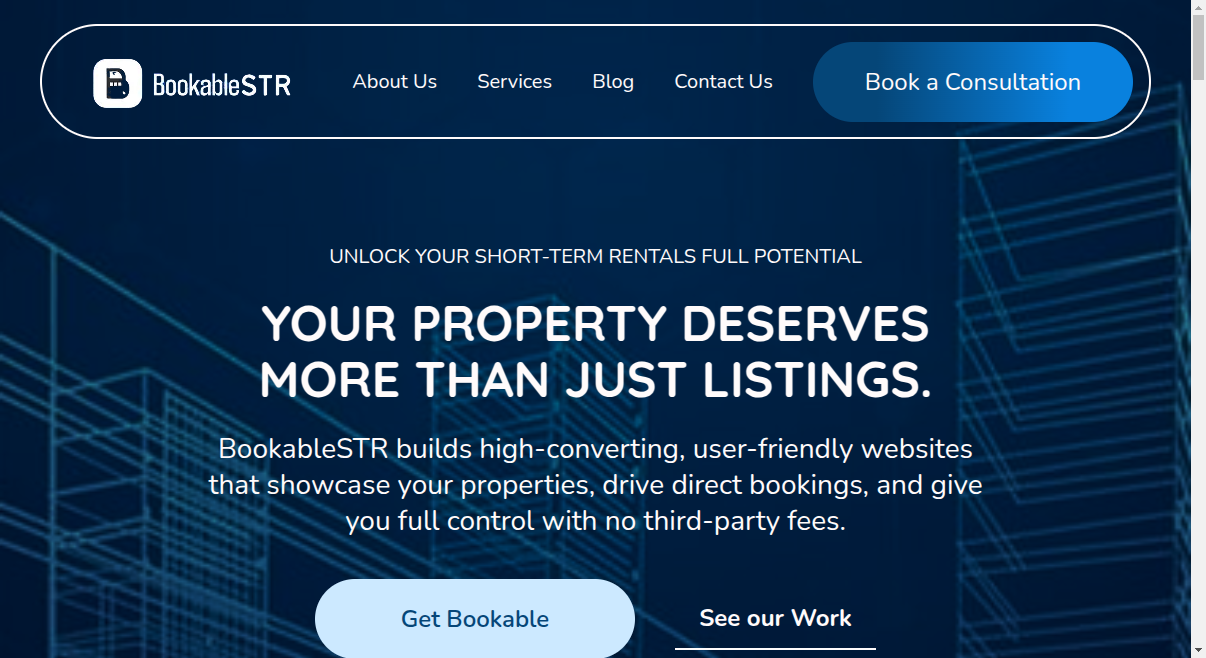 BookableSTR
About Us
Services
Blog
Contact Us
Book a Consultation
UNLOCK YOUR SHORT-TERM RENTALS FULL POTENTIAL
YOUR PROPERTY DESERVES
MORE THAN JUST LISTINGS.
BookableSTR builds high-converting, user-friendly websites
that showcase your properties, drive direct bookings, and give
you full control with no third-party fees.
Get Bookable
See our Work